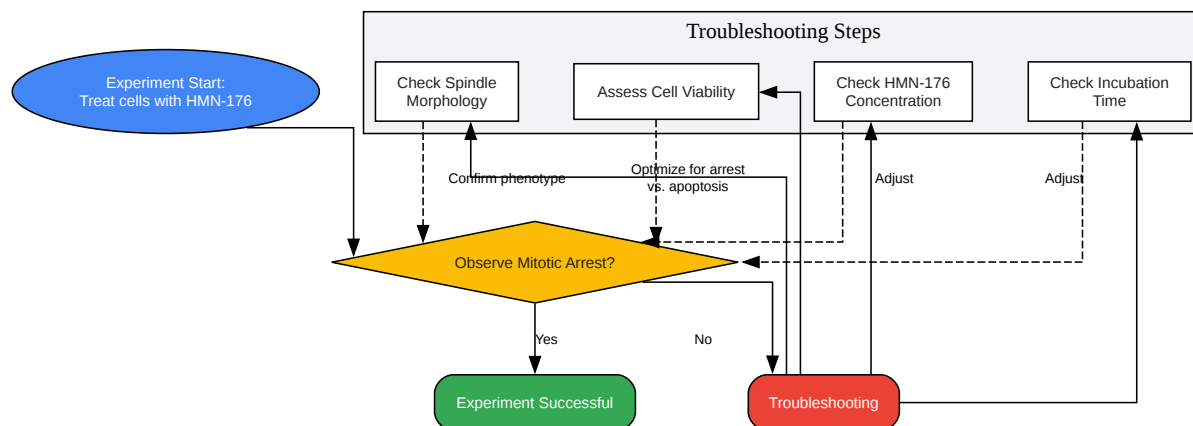 Troubleshooting Steps
Experiment Start:
Treat cells with HMN-176
Check Spindle
Morphology
Assess Cell Viability
Check HMN-176
Concentration
Check Incubation
Time
Confirm phenotype
Optimize for arrest
vs. apoptosis
Adjust
Adjust
Observe Mitotic Arrest?
Yes
No
Experiment Successful
Troubleshooting